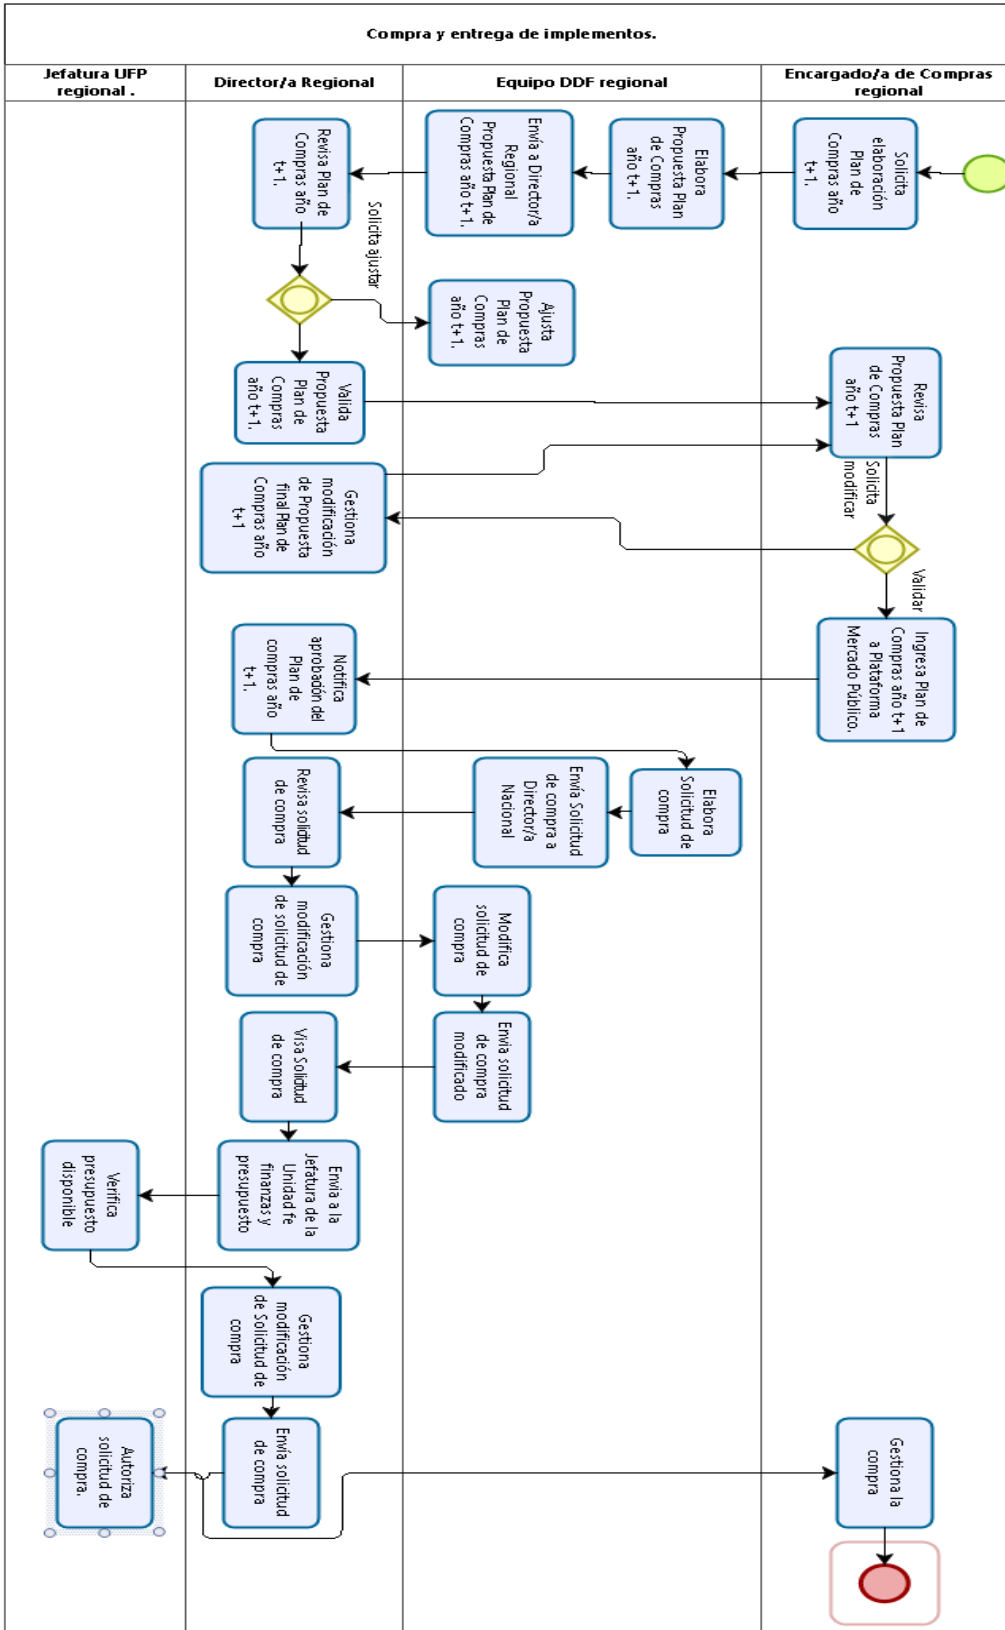 Compra y entrega de implementos.
Jefatura UFP
regional .
Director/a Regional
Equipo DDF regional
Encargado/a de Compras
regional
Solicita
elaboración
Plan de
Compras año
t+1.
Elabora
Propuesta Plan
de Compras
año t+1.
Envía a Director/a
Regional
Propuesta Plan de
Compras año t+1.
Revisa Plan de
Compras año
t+1.
Solicita ajustar
Ajusta
Propuesta
Plan de
Compras
año t+1.
Valida
Propuesta
Plan de
Compras
año t+1.
Revisa
Propuesta Plan
de Compras
año t+1
Solicita
modificar
Gestiona
modificación
de Propuesta
final Plan de
Compras año
t+1
Validar
Ingresa Plan de
Compras año t+1
a Plataforma
Mercado Público.
Notifica
aprobación del
Plan de
compras año
t+1.
Elabora
Solicitud de
compra
Envía Solicitud
de compra a
Director/a
Nacional
Revisa solicitud
de compra
Gestiona
modificación
de solicitud de
compra
Modifica
solicitud de
compra
Envia solicitud
de compra
modificado
Visa Solicitud
de compra
Envia a la
Jefatura de la
Unidad fe
finanzas y
presupuesto
Verifica
presupuesto
disponible
Gestiona
modificación
de Solicitud de
compra
Envía solicitud
de compra
Autoriza
solicitud de
compra.
Gestiona la
compra